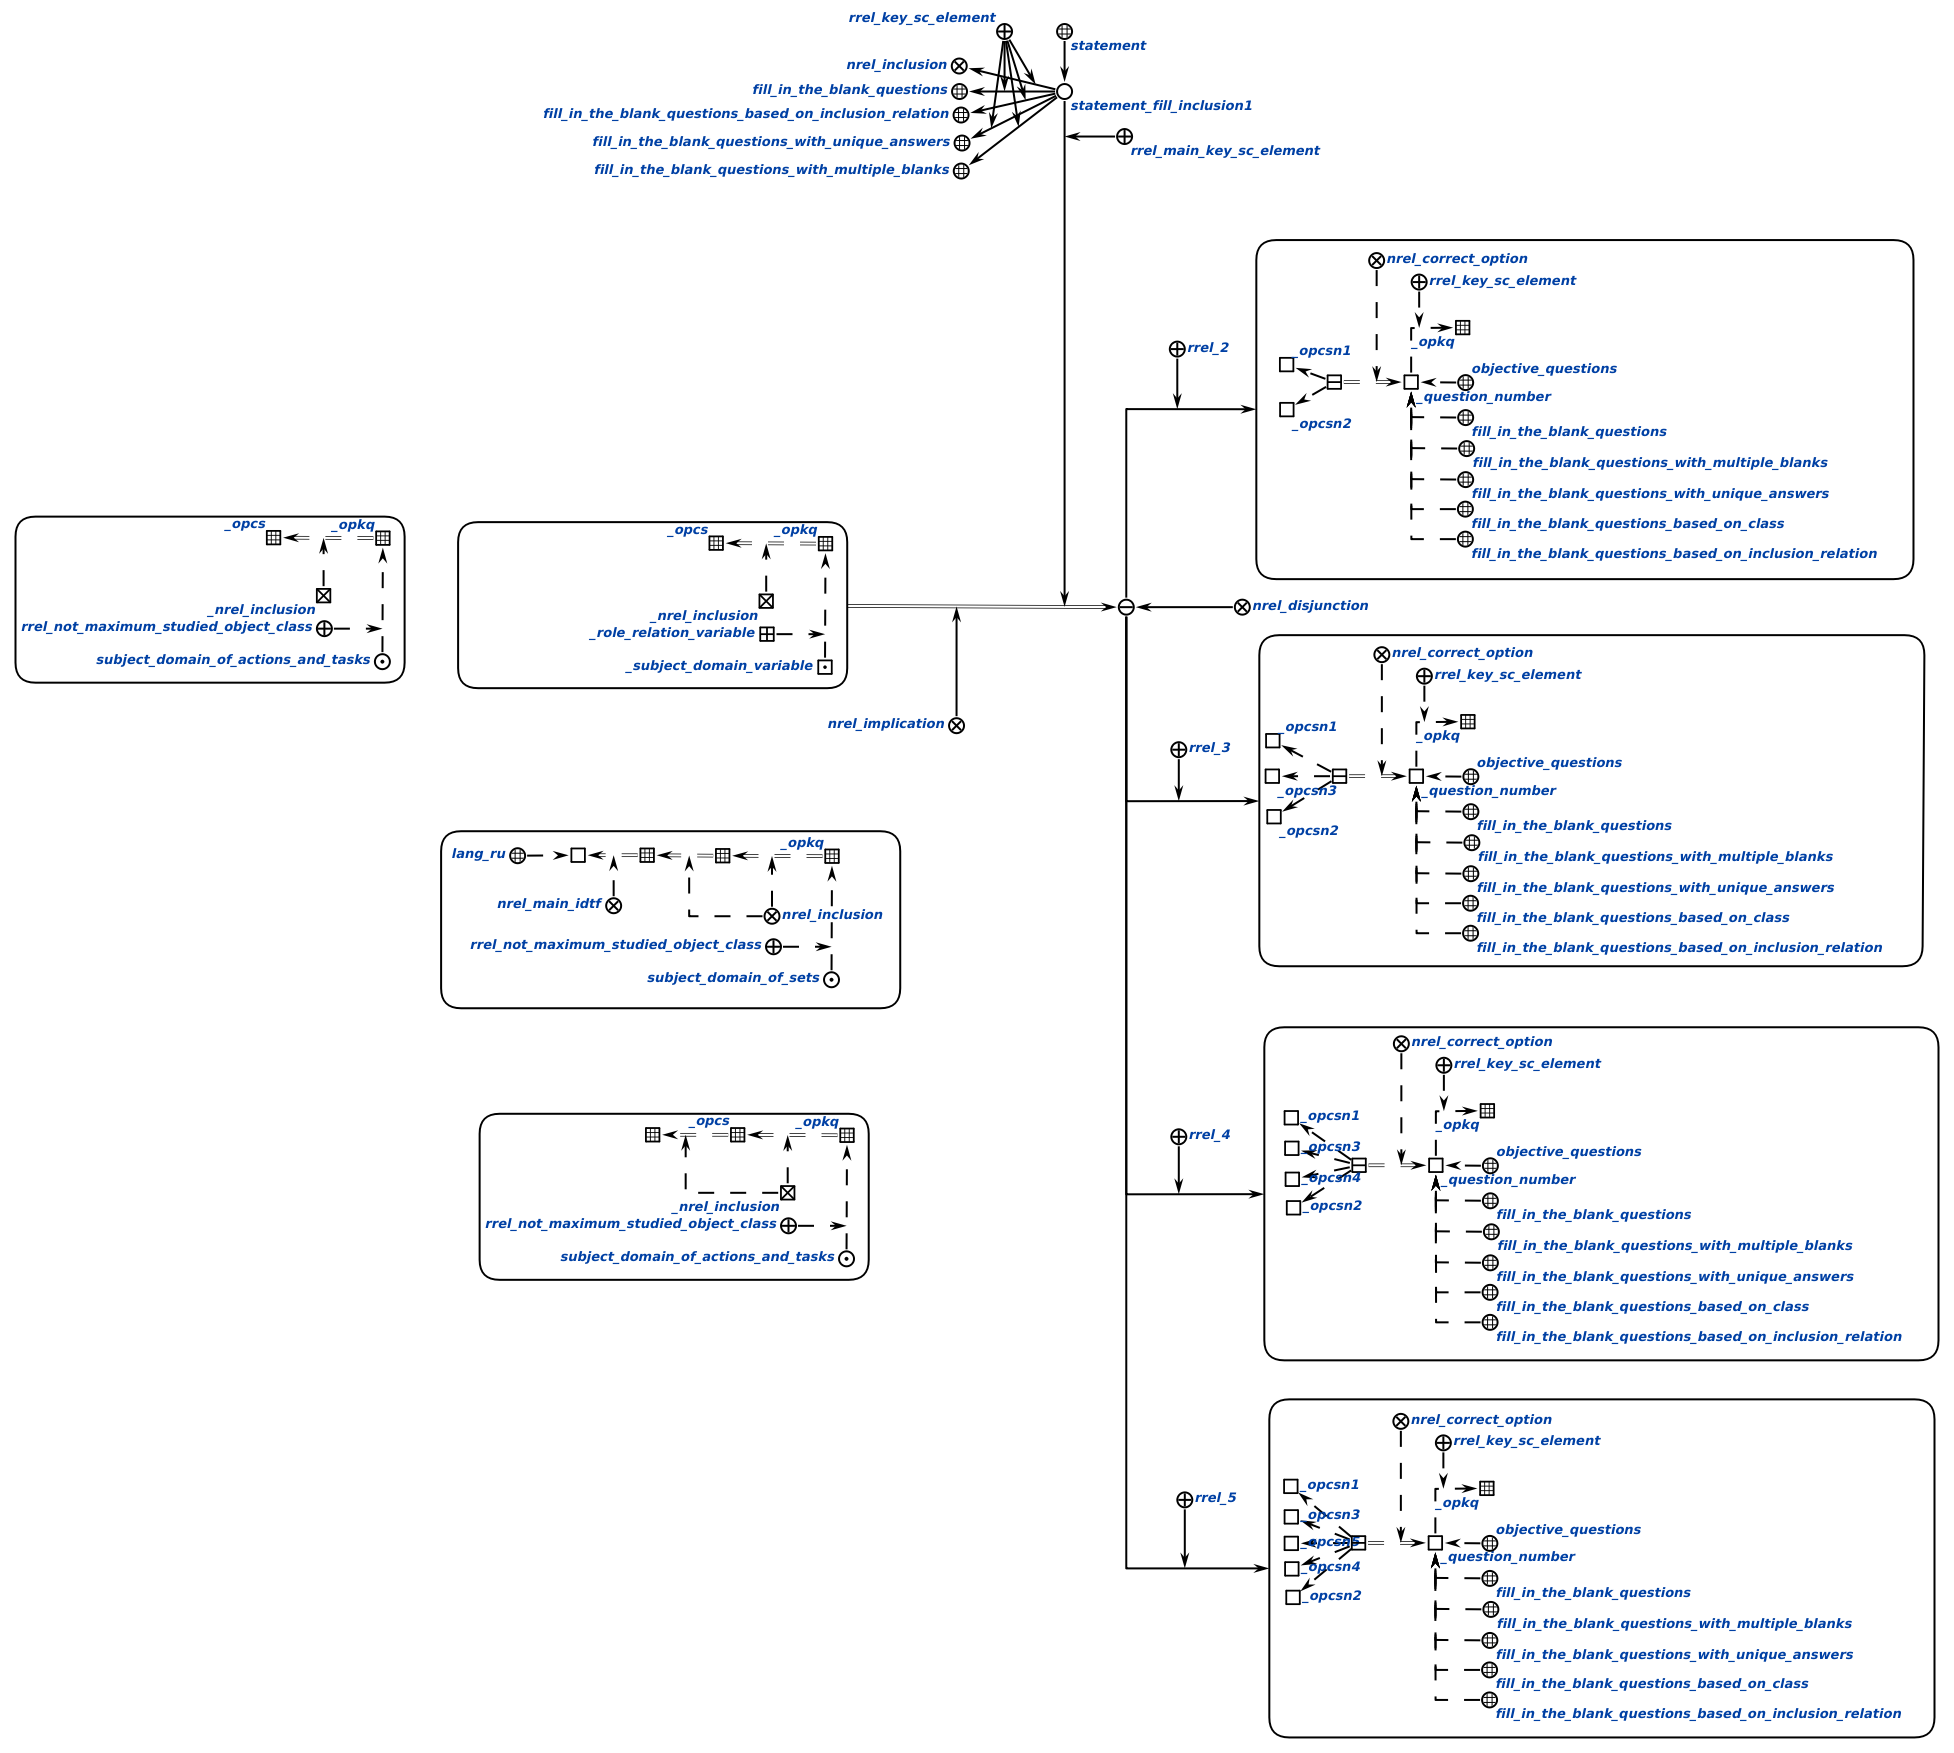 rrel_key_sc_element
statement
nrel_inclusion
fill_in_the_blank_questions
statement_fill_inclusion1
fill_in_the_blank_questions_based_on_inclusion_relation
fill_in_the_blank_questions_with_unique_answers
rrel_main_key_sc_element
fill_in_the_blank_questions_with_multiple_blanks
nrel_correct_option
rrel_key_sc_element
_opkq
rrel_2
_opcsn1
objective_questions
_question_number
_opcsn2
fill_in_the_blank_questions
fill_in_the_blank_questions_with_multiple_blanks
fill_in_the_blank_questions_with_unique_answers
fill_in_the_blank_questions_based_on_class
fill_in_the_blank_questions_based_on_inclusion_relation
_opcs
_opkq
_nrel_inclusion
rrel_not_maximum_studied_object_class
subject_domain_of_actions_and_tasks
_opcs
_opkq
_nrel_inclusion
_role_relation_variable
_subject_domain_variable
nrel_disjunction
nrel_implication
nrel_correct_option
rrel_key_sc_element
_opkq
rrel_3
_opcsn1
objective_questions
_question_number
_opcsn3
_opcsn2
fill_in_the_blank_questions
fill_in_the_blank_questions_with_multiple_blanks
fill_in_the_blank_questions_with_unique_answers
fill_in_the_blank_questions_based_on_class
fill_in_the_blank_questions_based_on_inclusion_relation
_opkq
lang_ru
nrel_main_idtf
nrel_inclusion
rrel_not_maximum_studied_object_class
subject_domain_of_sets
_opcs
_opkq
_nrel_inclusion
rrel_not_maximum_studied_object_class
subject_domain_of_actions_and_tasks
nrel_correct_option
rrel_key_sc_element
_opkq
rrel_4
_opcsn1
_opcsn3
objective_questions
_opcsn4
_question_number
_opcsn2
fill_in_the_blank_questions
fill_in_the_blank_questions_with_multiple_blanks
fill_in_the_blank_questions_with_unique_answers
fill_in_the_blank_questions_based_on_class
fill_in_the_blank_questions_based_on_inclusion_relation
nrel_correct_option
rrel_key_sc_element
_opkq
rrel_5
_opcsn1
_opcsn3
objective_questions
_opcsn5
_question_number
_opcsn4
_opcsn2
fill_in_the_blank_questions
fill_in_the_blank_questions_with_multiple_blanks
fill_in_the_blank_questions_with_unique_answers
fill_in_the_blank_questions_based_on_class
fill_in_the_blank_questions_based_on_inclusion_relation